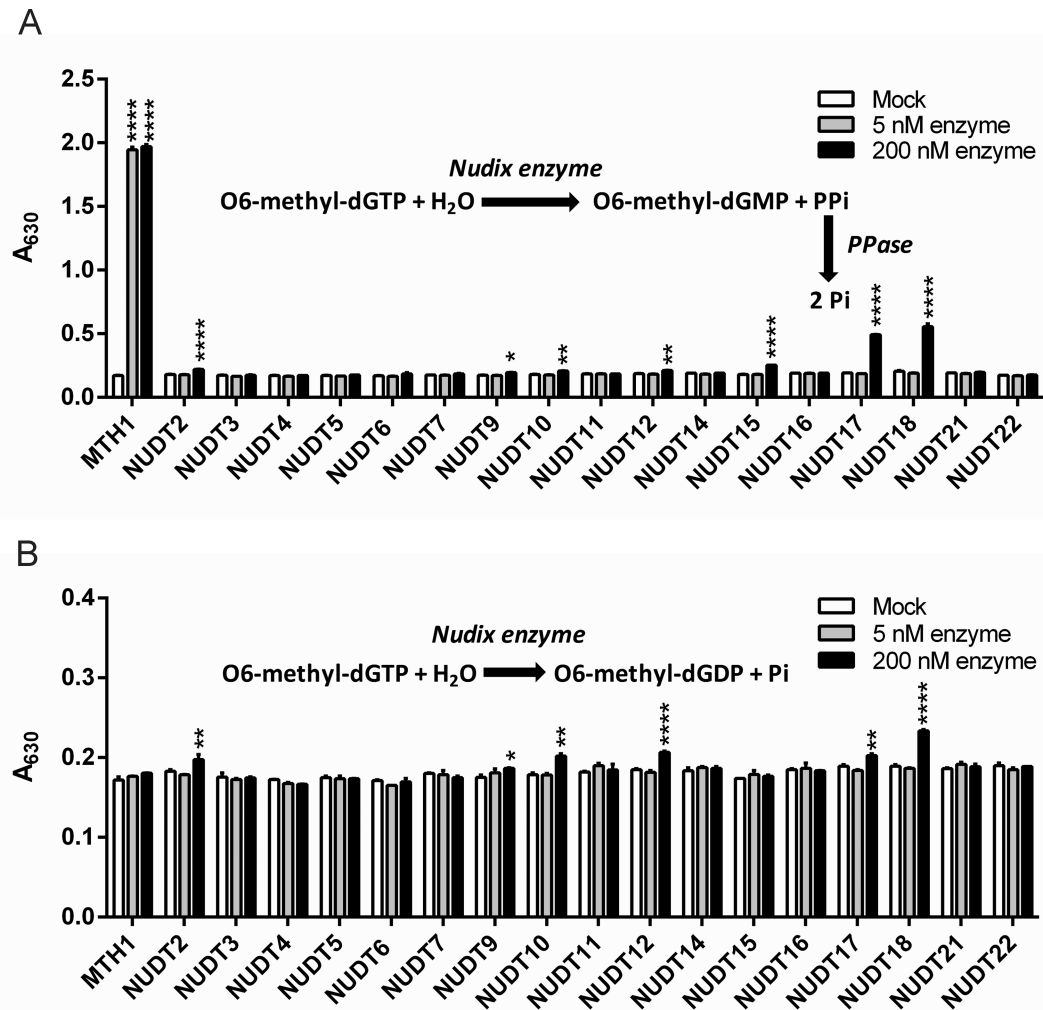 A
2.5
2.0
1.5
1.0
0.5
0.0
A630
Mock
5 nM enzyme
200 nM enzyme
Nudix enzyme
O6-methyl-dGTP + H2O
O6-methyl-dGMP + PPi
PPase
2 Pi
****
****
****
*
**
**
****
****
****
MTH1
NUDT2
NUDT3
NUDT4
NUDT5
NUDT6
NUDT7
NUDT9
NUDT10
NUDT11
NUDT12
NUDT14
NUDT15
NUDT16
NUDT17
NUDT18
NUDT21
NUDT22
B
0.4
0.3
0.2
0.1
0.0
A630
Mock
5 nM enzyme
200 nM enzyme
Nudix enzyme
O6-methyl-dGTP + H2O
O6-methyl-dGDP + Pi
**
*
**
****
**
****
MTH1
NUDT2
NUDT3
NUDT4
NUDT5
NUDT6
NUDT7
NUDT9
NUDT10
NUDT11
NUDT12
NUDT14
NUDT15
NUDT16
NUDT17
NUDT18
NUDT21
NUDT22